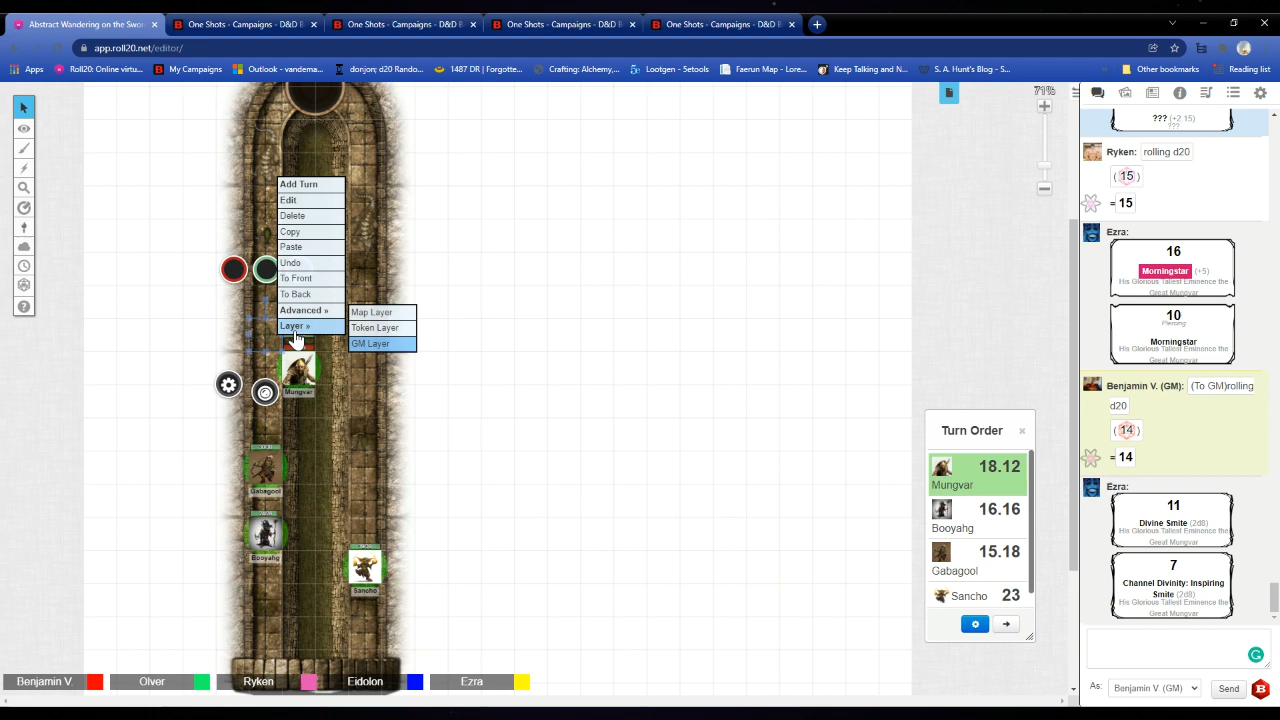 Abstract Wandering on the Swo
One Shots - Campaigns - D&D B
One Shots - Campaigns - D&D B
One Shots - Campaigns - D&D B
One Shots - Campaigns - D&D B
app.roll20.net/editor/
Apps
Roll20: Online virtu...
My Campaigns
Outlook - vandema...
donjon; d20 Rando...
1487 DR | Forgotte...
Crafting: Alchemy,...
Lootgen - 5etools
Faerun Map - Lore...
Keep Talking and N...
S. A. Hunt's Blog - S...
Other bookmarks
Reading list
71%
Add Turn
Edit
Delete
Copy
Paste
Undo
To Front
To Back
Advanced »
Layer »
Map Layer
Token Layer
GM Layer
Mungvar
Gabagool
Booyahg
Sancho
Turn Order
18.12
Mungvar
16.16
Booyahg
15.18
Gabagool
Sancho 23
??? (+2 15)
???
Ryken: rolling d20
( 15 )
= 15
Ezra:
16
Morningstar (+5)
His Glorious Tallest Eminence the
Great Mungvar
10
Piercing
Morningstar
His Glorious Tallest Eminence the
Great Mungvar
Benjamin V. (GM): (To GM)rolling
d20
( 14 )
= 14
Ezra:
11
Divine Smite (2d8)
His Glorious Tallest Eminence the
Great Mungvar
7
Channel Divinity: Inspiring
Smite (2d8)
His Glorious Tallest Eminence the
Great Mungvar
As: Benjamin V. (GM)
Send
Benjamin V.
Olver
Ryken
Eidolon
Ezra